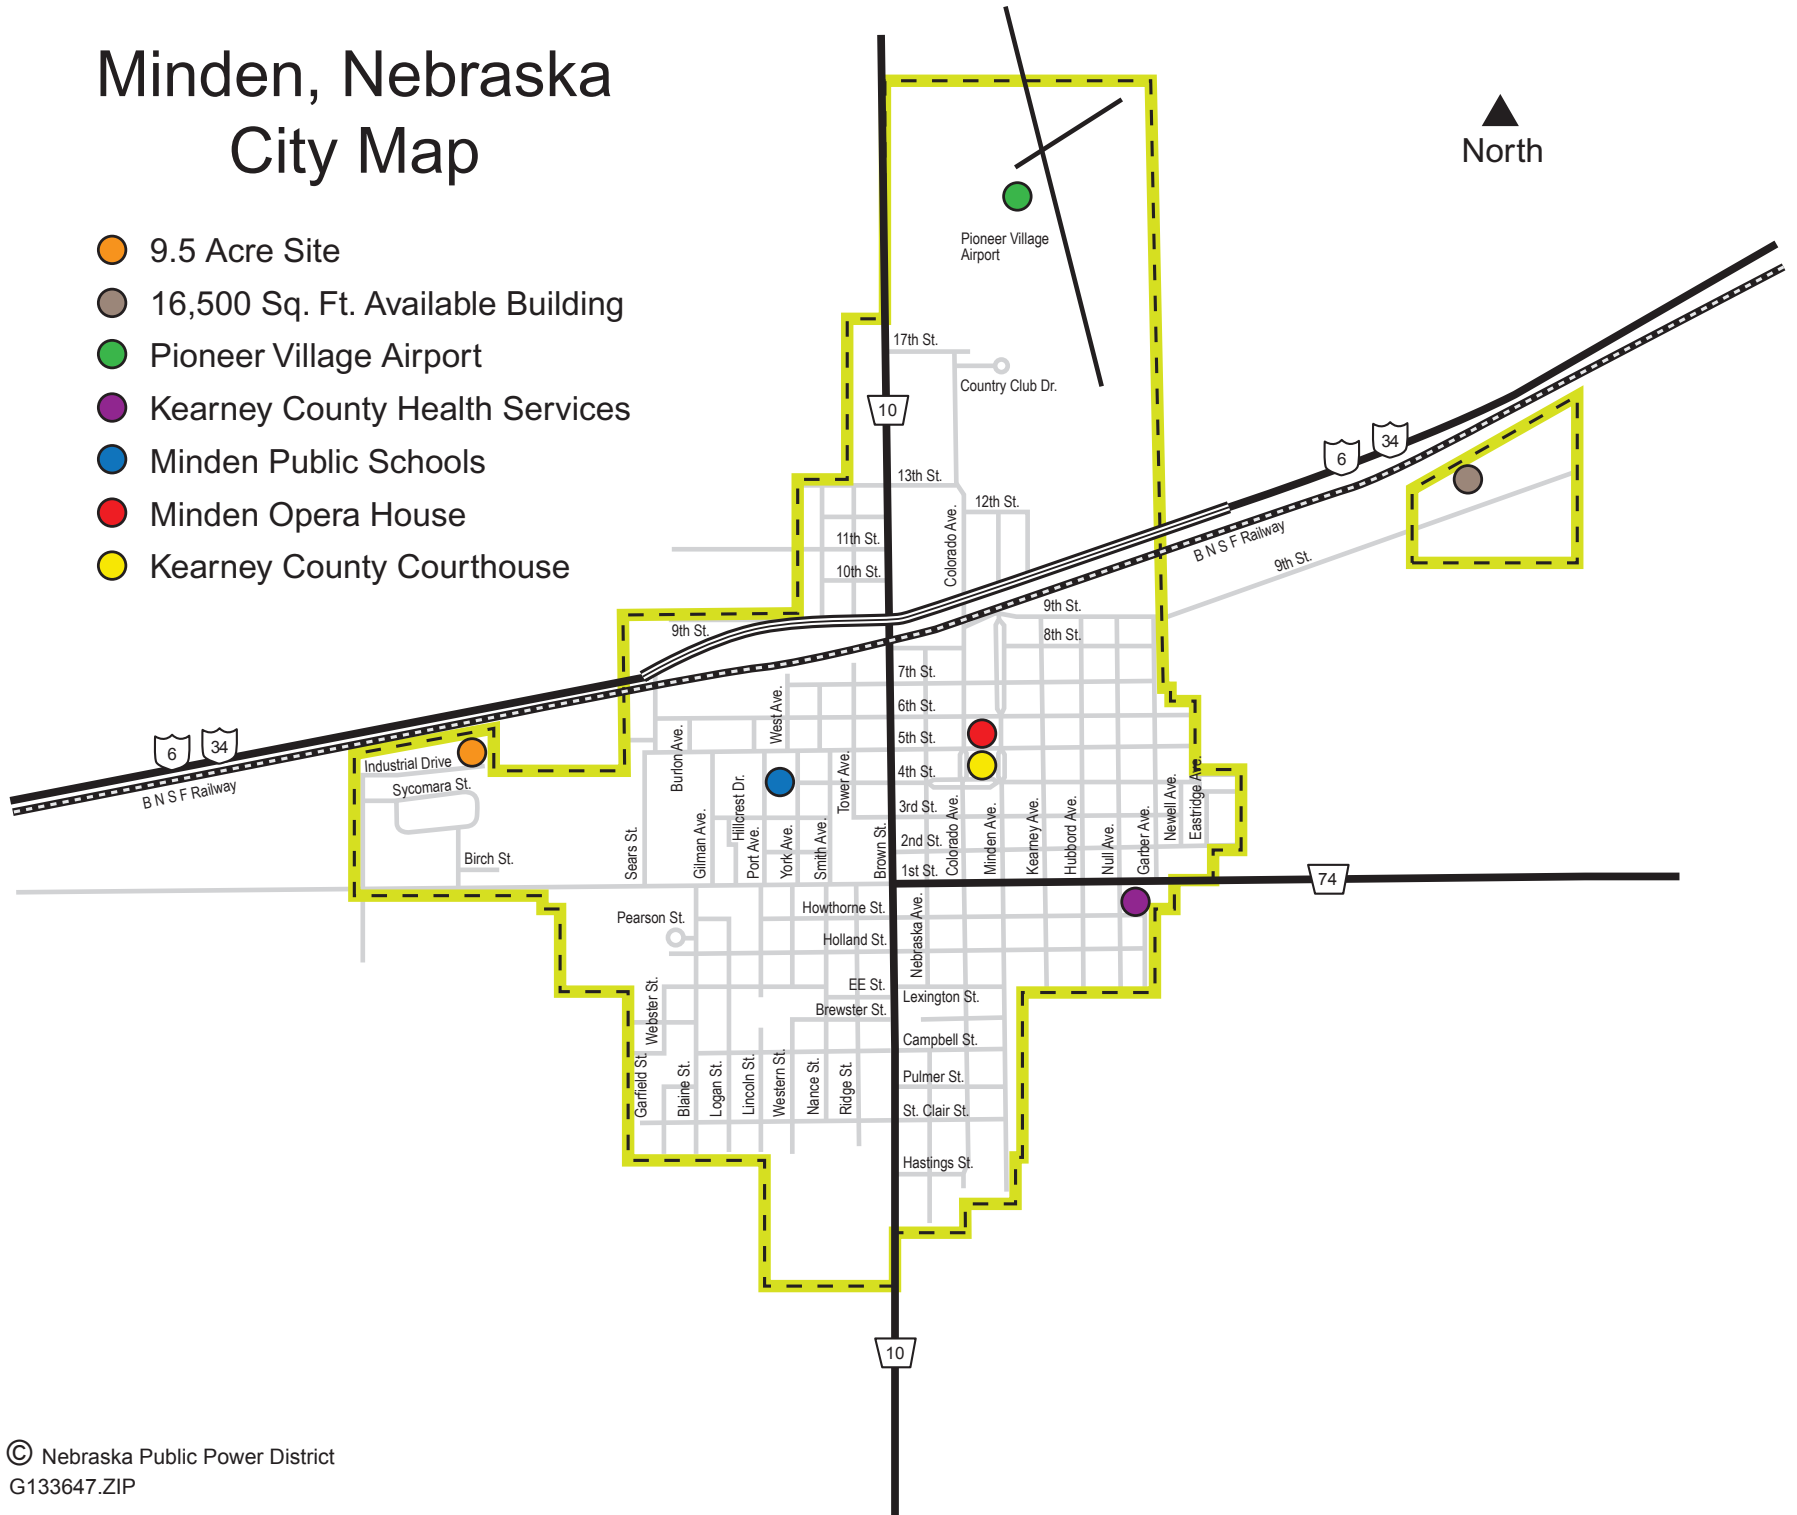 Minden, Nebraska
City Map
North
9.5 Acre Site
16,500 Sq. Ft. Available Building
Pioneer Village Airport
Kearney County Health Services
Minden Public Schools
Minden Opera House
Kearney County Courthouse
Pioneer Village
Airport
17th St.
Country Club Dr.
10
34
6
13th St.
12th St.
Colorado Ave.
11th St.
10th St.
B N S F Railway
9th St.
9th St.
8th St.
9th St.
7th St.
6th St.
West Ave.
5th St.
Burlon Ave.
34
6
Industrial Drive
Sycomara St.
B N S F Railway
4th St.
Tower Ave.
Hillcrest Dr.
3rd St.
2nd St.
1st St.
Birch St.
Sears St.
Gilman Ave.
Port Ave.
York Ave.
Smith Ave.
Brown St.
Colorado Ave.
Minden Ave.
Kearney Ave.
Hubbord Ave.
Null Ave.
Garber Ave.
Newell Ave.
Eastridge Ave.
74
Howthorne St.
Pearson St.
Holland St.
Nebraska Ave.
EE St.
Lexington St.
Brewster St.
Webster St.
Campbell St.
Garfield St.
Blaine St.
Logan St.
Lincoln St.
Western St.
Nance St.
Ridge St.
Pulmer St.
St. Clair St.
Hastings St.
10
© Nebraska Public Power District
G133647.ZIP